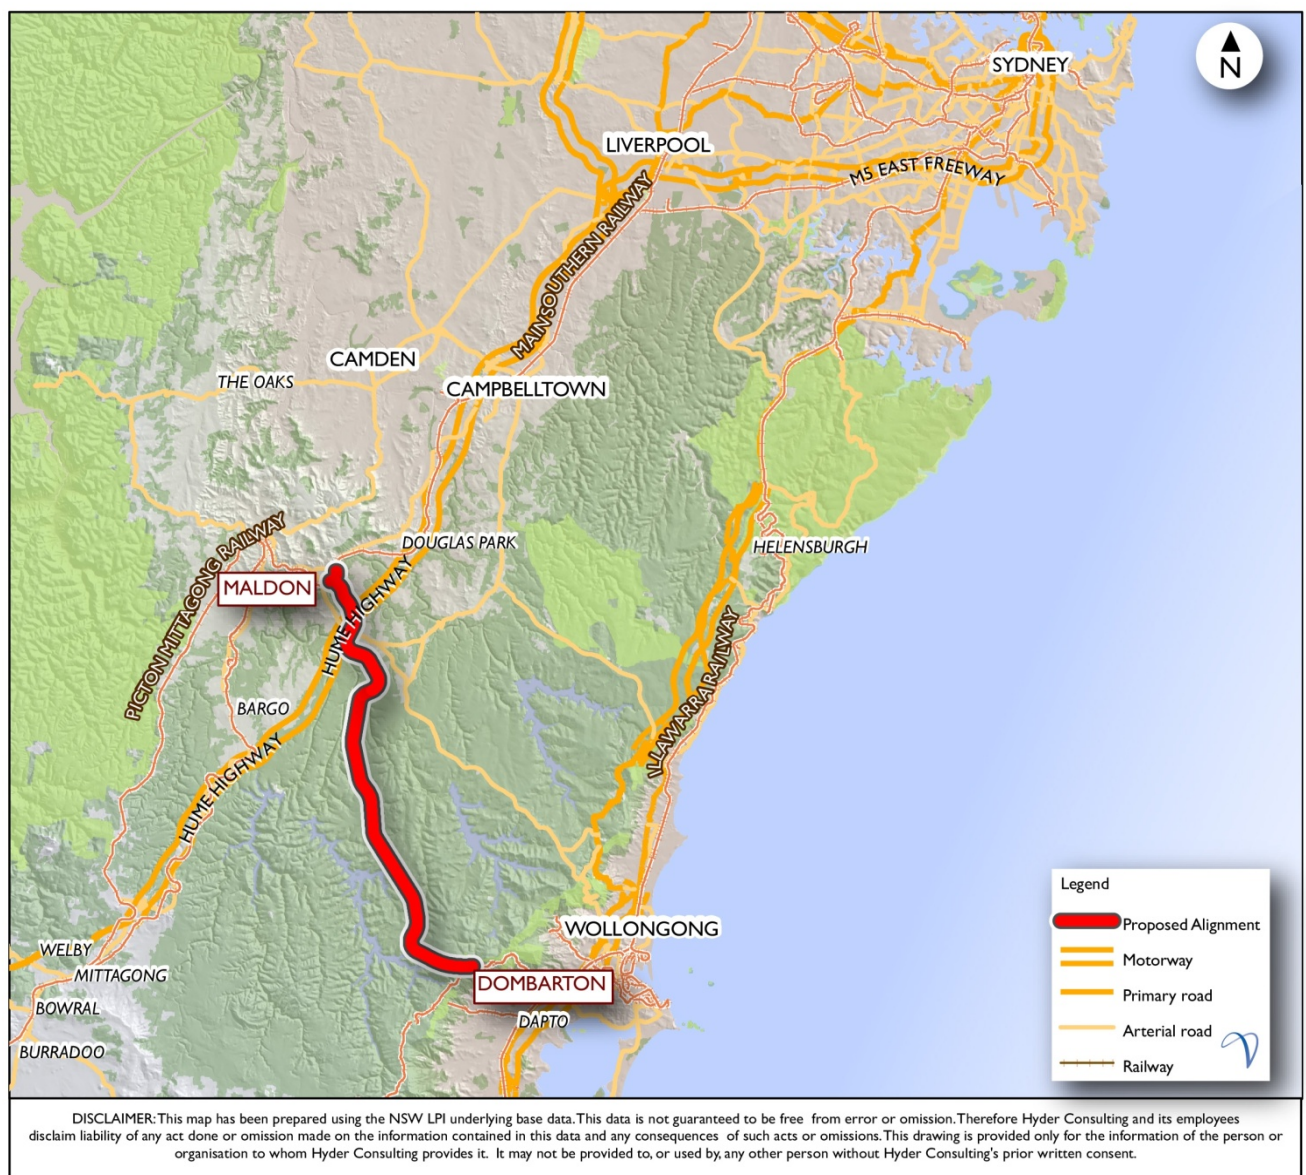 N
SYDNEY
LIVERPOOL
M5 EAST FREEWAY
MAIN SOUTHERN RAILWAY
CAMDEN
THE OAKS
CAMPBELLTOWN
PICTON MITTAGONG RAILWAY
DOUGLAS PARK
HELENSBURGH
MALDON
HUME HIGHWAY
ILLAWARRA RAILWAY
BARGO
HUME HIGHWAY
WOLLONGONG
WELBY
MITTAGONG
DOMBARTON
BOWRAL
DAPTO
BURRADOO
Legend
Proposed Alignment
Motorway
Primary road
Arterial road
Railway
DISCLAIMER: This map has been prepared using the NSW LPI underlying base data. This data is not guaranteed to be free from error or omission. Therefore Hyder Consulting and its employees
disclaim liability of any act done or omission made on the information contained in this data and any consequences of such acts or omissions. This drawing is provided only for the information of the person or
organisation to whom Hyder Consulting provides it. It may not be provided to, or used by, any other person without Hyder Consulting's prior written consent.